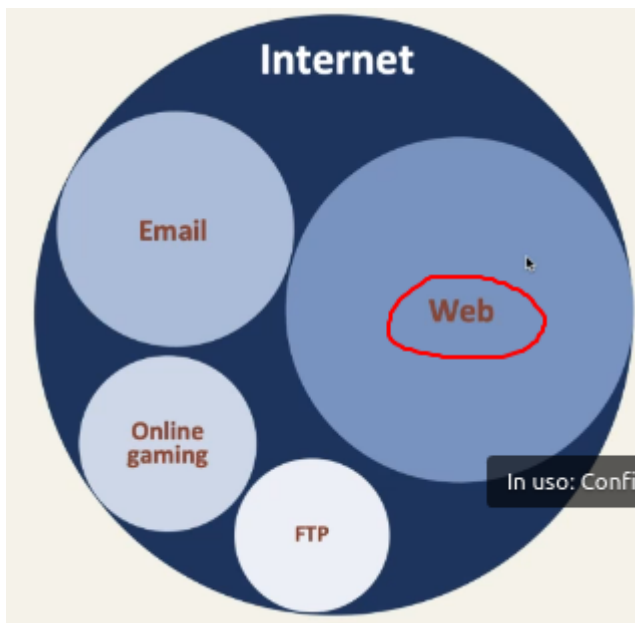 Internet
Email
Web
Online
gaming
In uso: Confi
FTP